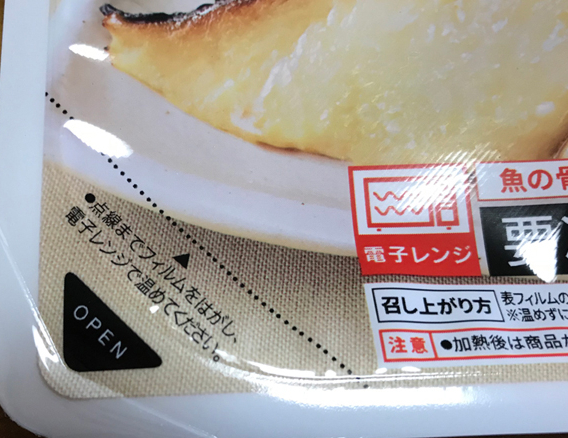 魚の骨
電子レンジ
要冷
●点線までフィルムをはがし、
▲
電子レンジで温めてください。
OPEN
召し上がり方
表フィルムの
※温めずに
注意
●加熱後は商品が